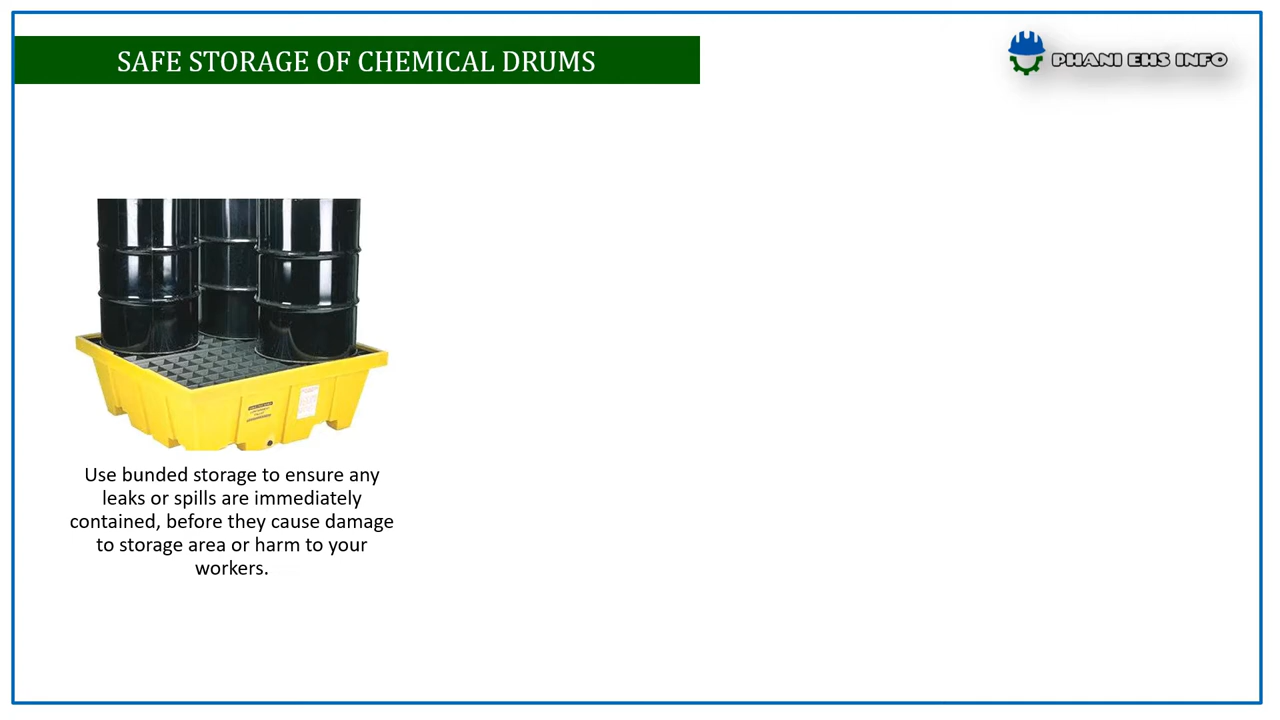 SAFE STORAGE OF CHEMICAL DRUMS
PHANI EHS INFO
Use bunded storage to ensure any
leaks or spills are immediately
contained, before they cause damage
to storage area or harm to your
workers.